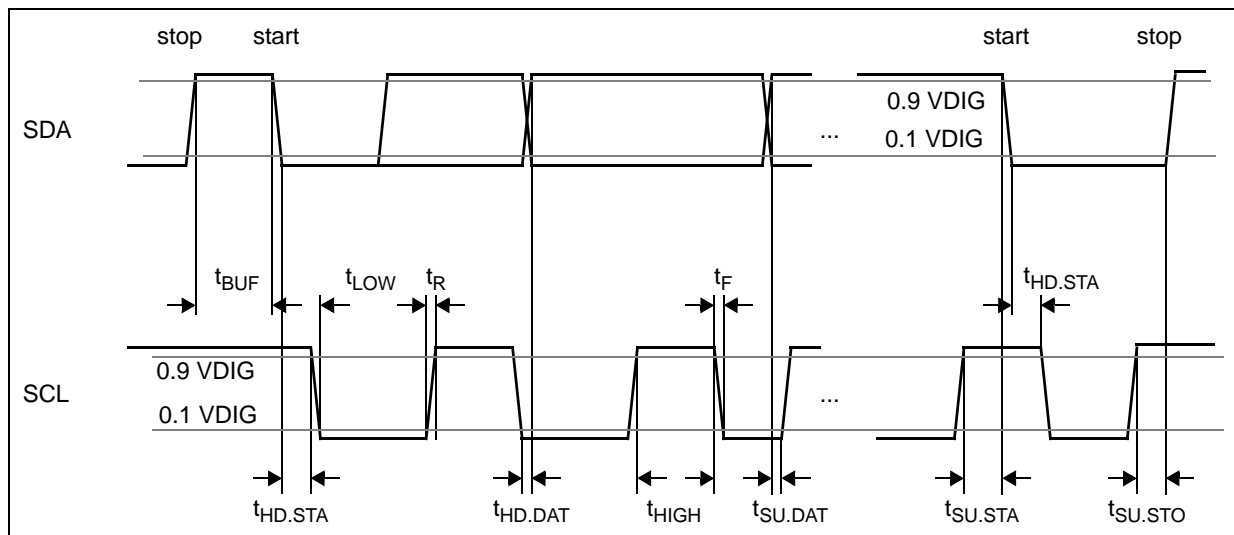 stop start start stop
SDA
0.9 VDIG
0.1 VDIG
...
tBUF tLOW tR tF tHD.STA
SCL
0.9 VDIG
0.1 VDIG
...
tHD.STA tHD.DAT tHIGH tSU.DAT tSU.STA tSU.STO